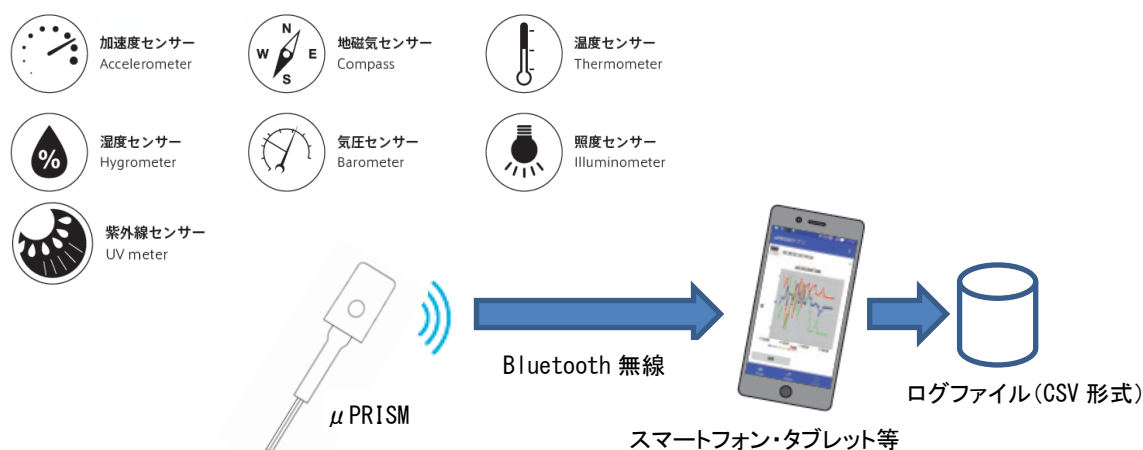 加速度センサー
Accelerometer
N
W E
S
地磁気センサー
Compass
温度センサー
Thermometer
%
湿度センサー
Hygrometer
気圧センサー
Barometer
照度センサー
Illuminometer
紫外線センサー
UV meter
Bluetooth 無線
μPRISM
ログファイル(CSV 形式)
スマートフォン・タブレット等